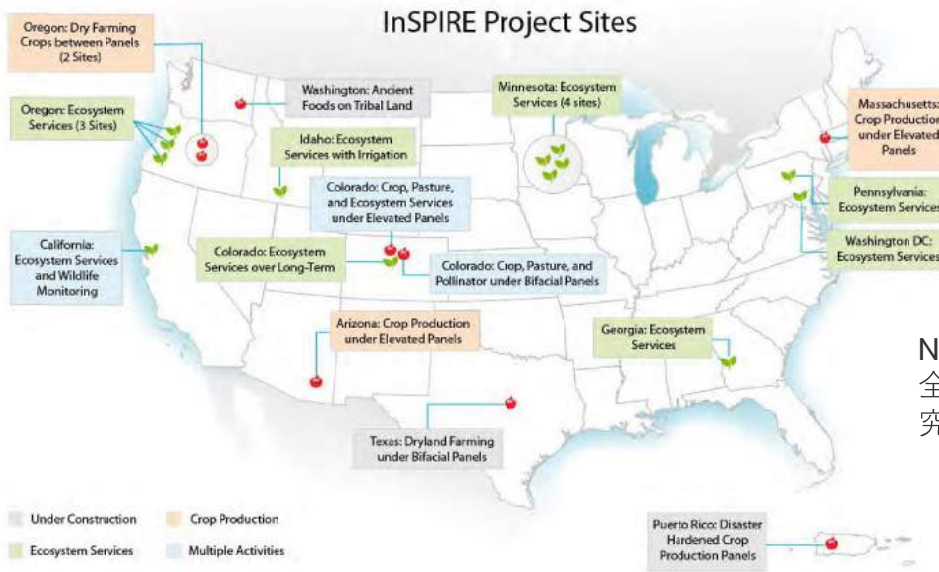 InSPIRE Project Sites
Oregon: Dry Farming
Crops between Panels
(2 Sites)
Oregon: Ecosystem
Services (3 Sites)
Washington: Ancient
Foods on Tribal Land
Idaho: Ecosystem
Services with Irrigation
Minnesota: Ecosystem
Services (4 sites)
Massachusetts:
Crop Production
under Elevated
Panels
Colorado: Crop, Pasture,
and Ecosystem Services
under Elevated Panels
Pennsylvania:
Ecosystem Services
Washington DC:
Ecosystem Services
California:
Ecosystem Services
and Wildlife
Monitoring
Colorado: Ecosystem
Services over Long-Term
Colorado: Crop, Pasture, and
Pollinator under Bifacial Panels
Arizona: Crop Production
under Elevated Panels
Georgia: Ecosystem
Services
N
全
究
Texas: Dryland Farming
under Bifacial Panels
Under Construction
Crop Production
Ecosystem Services
Multiple Activities
Puerto Rico: Disaster
Hardened Crop
Production Panels